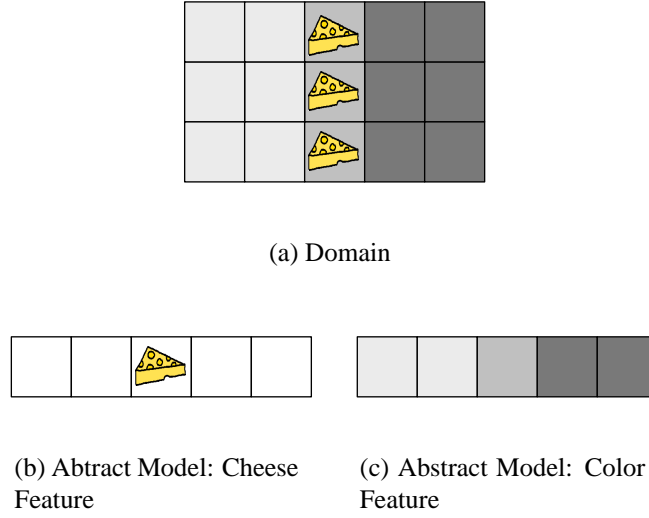 (a) Domain
(b) Abtract Model: Cheese
Feature
(c) Abstract Model: Color
Feature